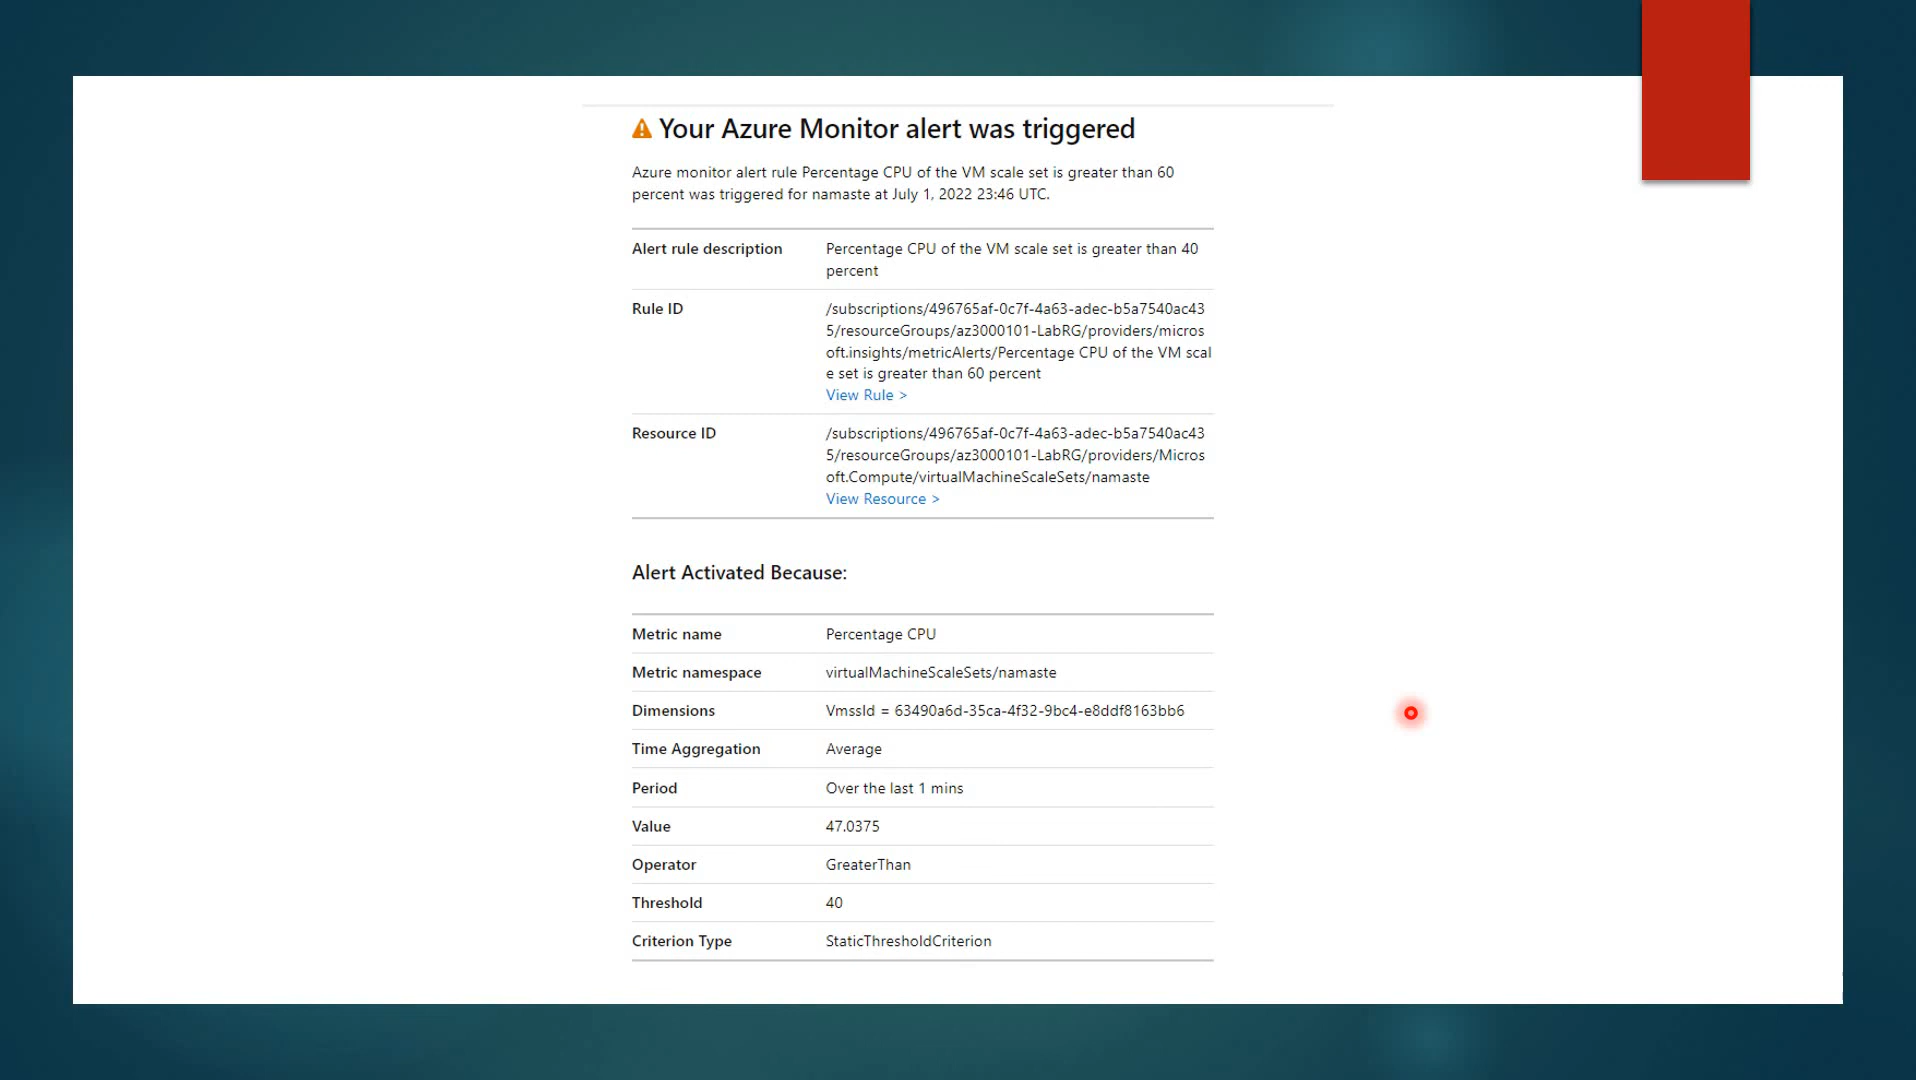 Your Azure Monitor alert was triggered
Azure monitor alert rule Percentage CPU of the VM scale set is greater than 60
percent was triggered for namaste at July 1, 2022 23:46 UTC.
Alert rule description Percentage CPU of the VM scale set is greater than 40
percent
Rule ID /subscriptions/496765af-0c7f-4a63-adec-b5a7540ac43
5/resourceGroups/az3000101-LabRG/providers/micros
oft.insights/metricAlerts/Percentage CPU of the VM scal
e set is greater than 60 percent
View Rule >
Resource ID /subscriptions/496765af-0c7f-4a63-adec-b5a7540ac43
5/resourceGroups/az3000101-LabRG/providers/Micros
oft.Compute/virtualMachineScaleSets/namaste
View Resource >
Alert Activated Because:
Metric name Percentage CPU
Metric namespace virtualMachineScaleSets/namaste
Dimensions VmssId = 63490a6d-35ca-4f32-9bc4-e8ddf8163bb6
Time Aggregation Average
Period Over the last 1 mins
Value 47.0375
Operator GreaterThan
Threshold 40
Criterion Type StaticThresholdCriterion